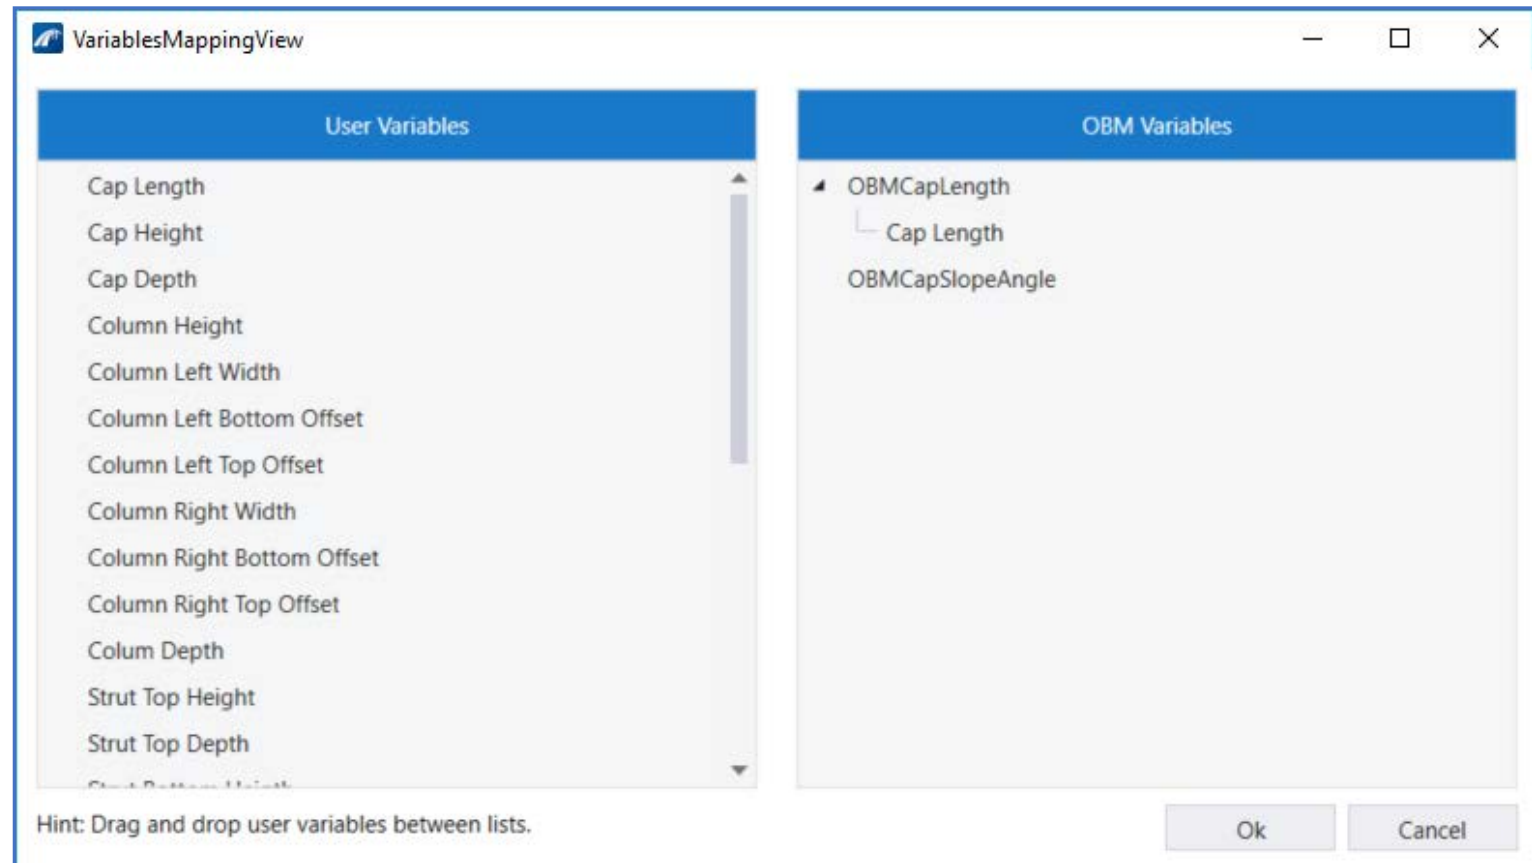 VariablesMappingView
User Variables
Cap Length
Cap Height
Cap Depth
Column Height
Column Left Width
Column Left Bottom Offset
Column Left Top Offset
Column Right Width
Column Right Bottom Offset
Column Right Top Offset
Colum Depth
Strut Top Height
Strut Top Depth
Strut Bottom
OBM Variables
OBMCapLength
Cap Length
OBMCapSlopeAngle
Hint: Drag and drop user variables between lists.
Ok
Cancel